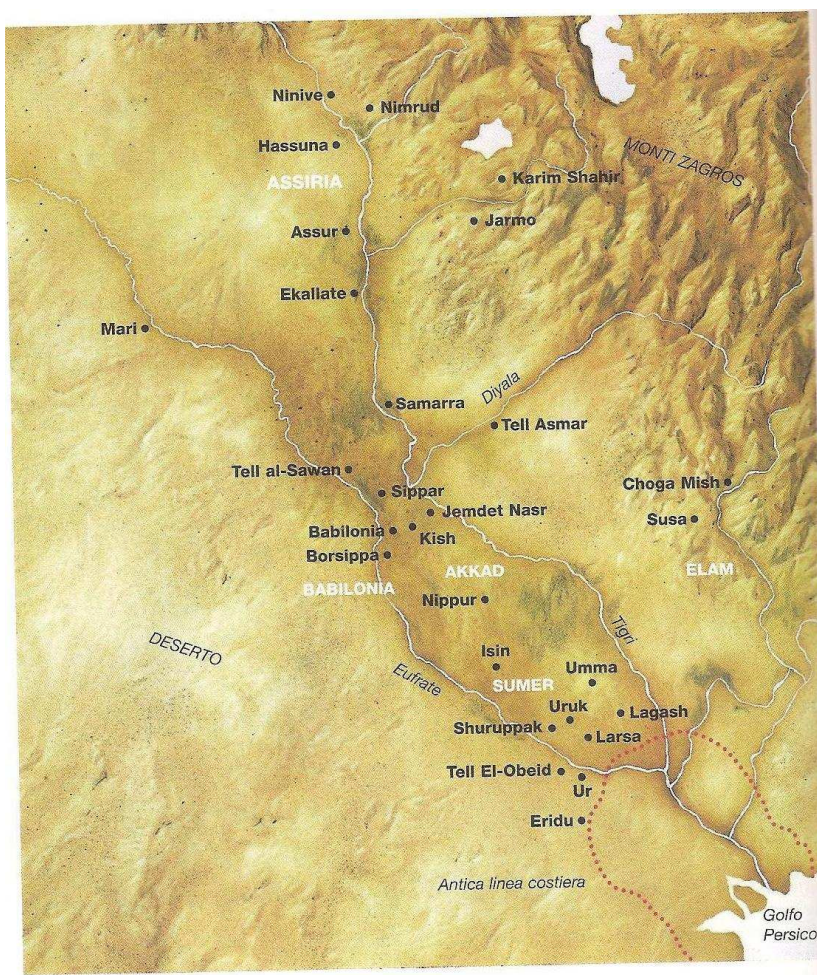 Ninive
Nimrud
Hassuna
MONTI ZAGROS
ASSIRIA
Karim Shahir
Jarmo
Assur
Ekallate
Mari
Diyala
Samarra
Tell Asmar
Tell al-Sawan
Choga Mish
Sippar
Jemdet Nasr
Susa
Babilonia
Kish
Borsippa
AKKAD
ELAM
BABILONIA
Nippur
Tigri
DESERTO
Isin
Umma
Eufrate
SUMER
Uruk
Lagash
Shuruppak
Larsa
Tell El-Obeid
Ur
Eridu
Antica linea costiera
Golfo
Persico